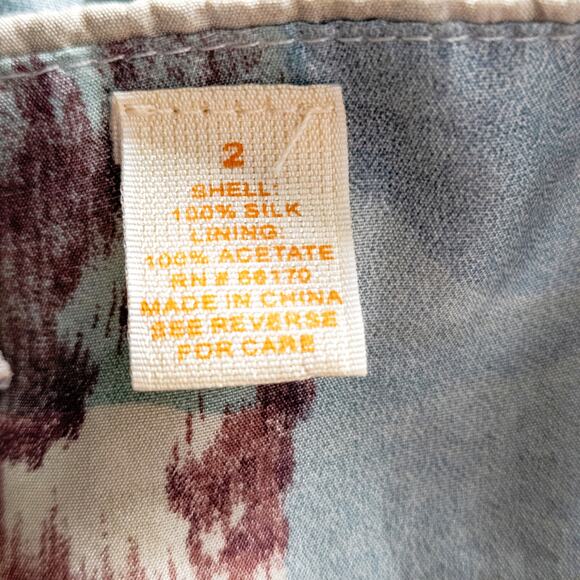 2
SHELL:
100% SILK
LINING:
100% ACETATE
RN # 66170
MADE IN CHINA
SEE REVERSE
FOR CARE